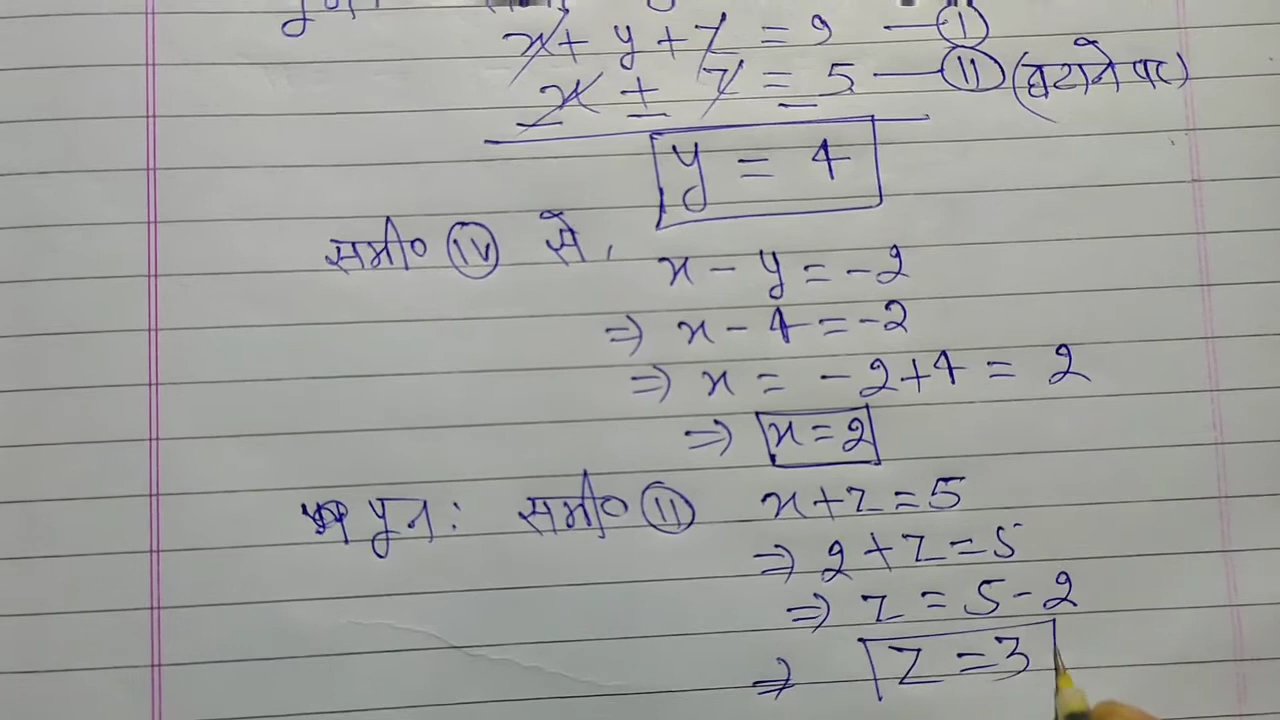 x + y + z = 9 — (I)
x + z = 5 — (II) (घटाने पर)
y = 4
समी० (IV) से,
x - y = -2
⇒ x - 4 = -2
⇒ x = -2 + 4 = 2
⇒ x = 2
पुन: समी० (II) x + z = 5
⇒ 2 + z = 5
⇒ z = 5 - 2
⇒ z = 3